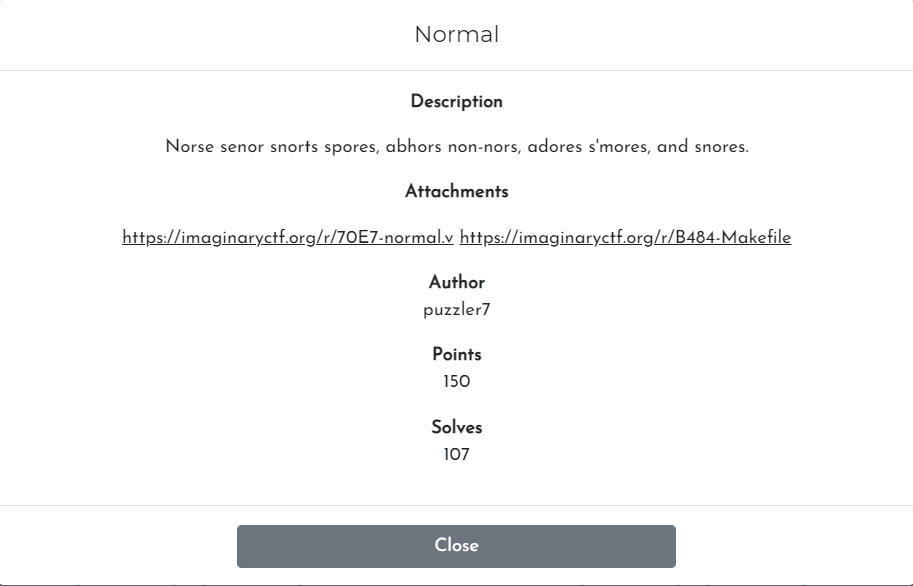 Normal
Description
Norse senor snorts spores, abhors non-nors, adores s'mores, and snores.
Attachments
https://imaginaryctf.org/r/70E7-normal.v https://imaginaryctf.org/r/B484-Makefile
Author
puzzler7
Points
150
Solves
107
Close